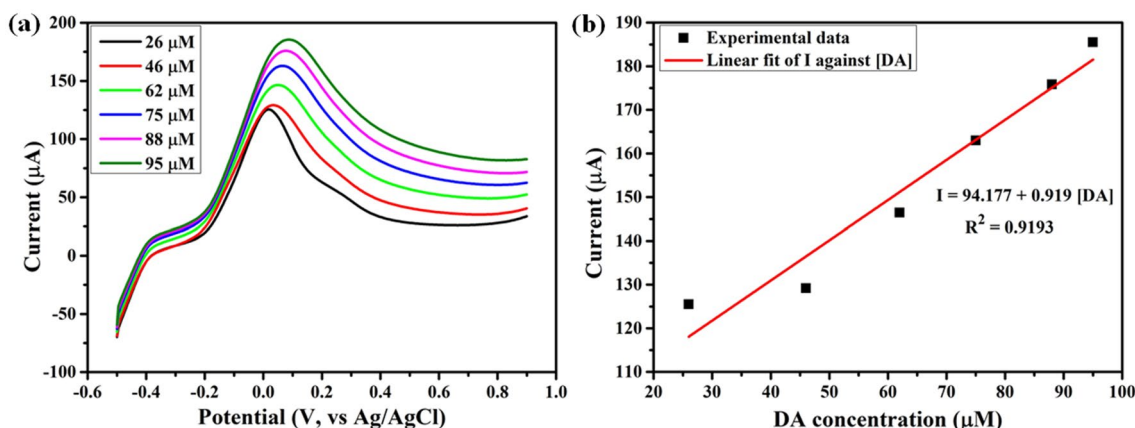 (a)
200
150
100
50
0
-50
-100
Current (μA)
26 μM
46 μM
62 μM
75 μM
88 μM
95 μM
-0.6 -0.4 -0.2 0.0 0.2 0.4 0.6 0.8 1.0
Potential (V, vs Ag/AgCl)
(b)
190
180
170
160
150
140
130
120
110
Current (μA)
Experimental data
Linear fit of I against [DA]
I = 94.177 + 0.919 [DA]
R² = 0.9193
20 30 40 50 60 70 80 90 100
DA concentration (μM)